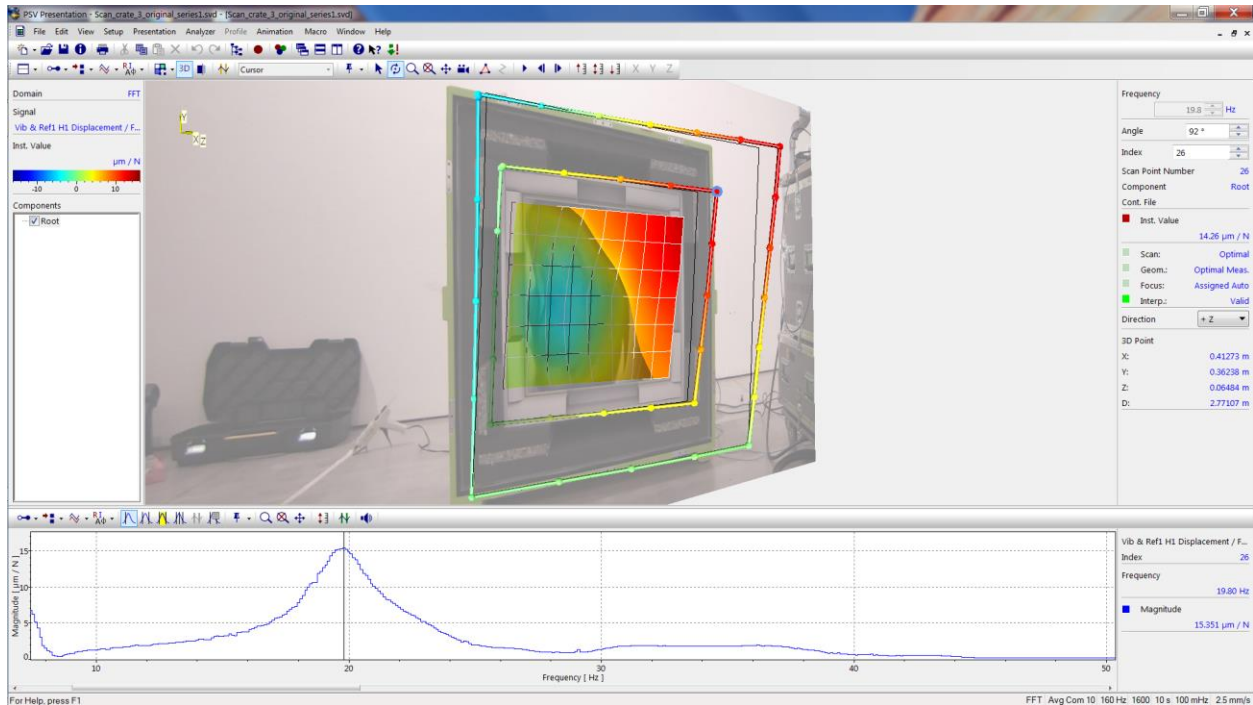 PSV Presentation - Scan_crate_3_original_series1.svd - [Scan_crate_3_original_series1.svd]
File Edit View Setup Presentation Analyzer Profile Animation Macro Window Help
3D Cursor X Y Z
Domain FFT
Signal
Vib & Ref1 H1 Displacement / F...
Inst. Value
µm / N
-10 0 10
Components
Root
Y
X Z
Frequency
19.8 Hz
Angle 92 °
Index 26
Scan Point Number 26
Component Root
Cont. File
Inst. Value
14.26 µm / N
Scan: Optimal
Geom.: Optimal Meas.
Focus: Assigned Auto
Interp.: Valid
Direction + Z
3D Point
X: 0.41273 m
Y: 0.36238 m
Z: 0.06484 m
D: 2.77107 m
Magnitude [ µm / N ]
15
10
5
0
10 20 30 40 50
Frequency [ Hz ]
Vib & Ref1 H1 Displacement / F...
Index 26
Frequency
19.80 Hz
Magnitude
15.351 µm / N
For Help, press F1
FFT Avg Com 10 160 Hz 1600 10 s 100 mHz 2.5 mm/s